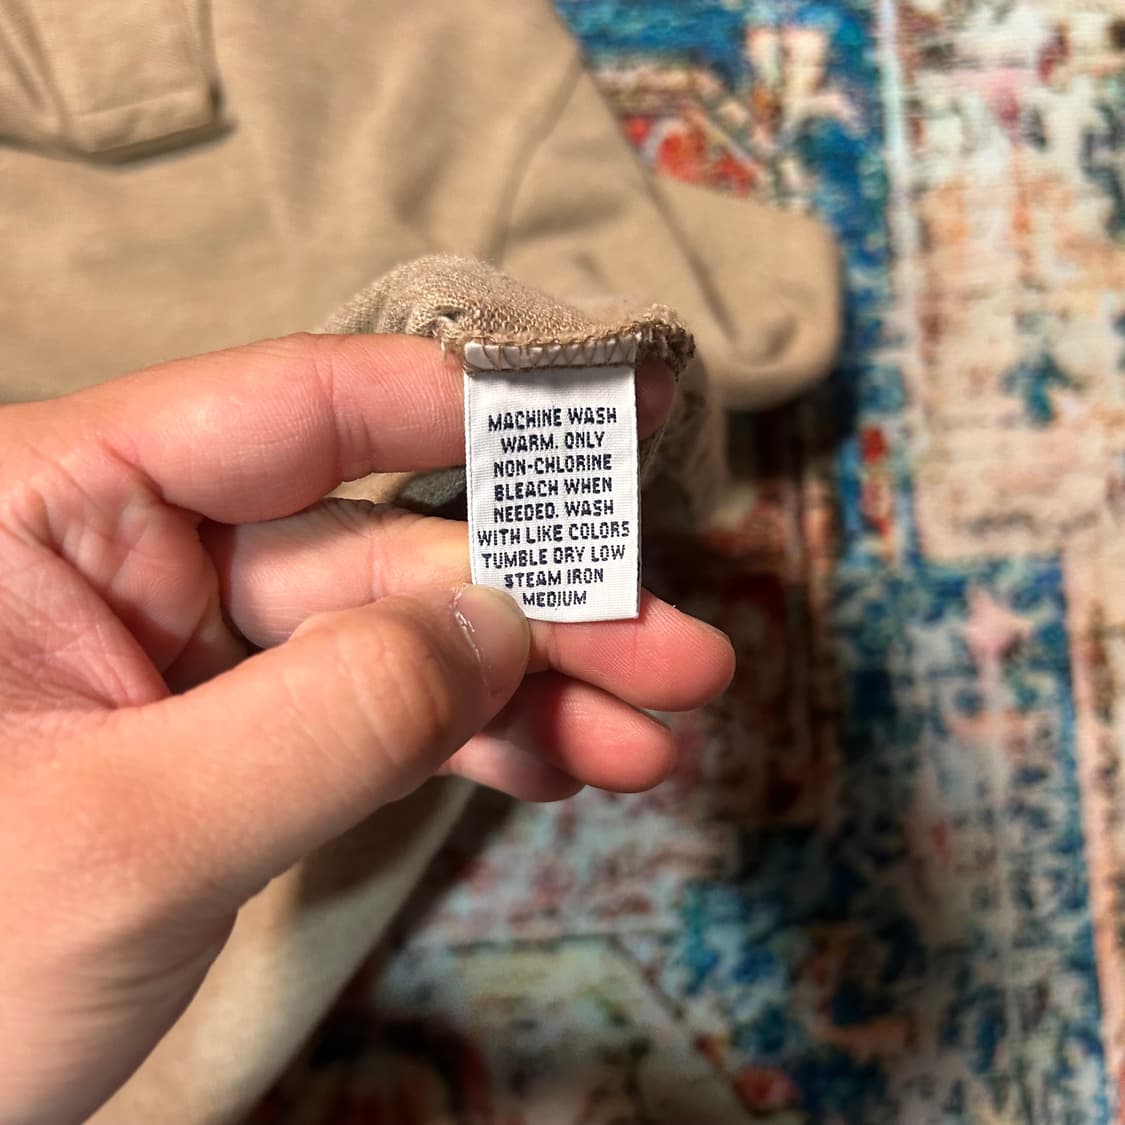 MACHINE WASH
WARM. ONLY
NON-CHLORINE
BLEACH WHEN
NEEDED. WASH
WITH LIKE COLORS
TUMBLE DRY LOW
STEAM IRON
MEDIUM